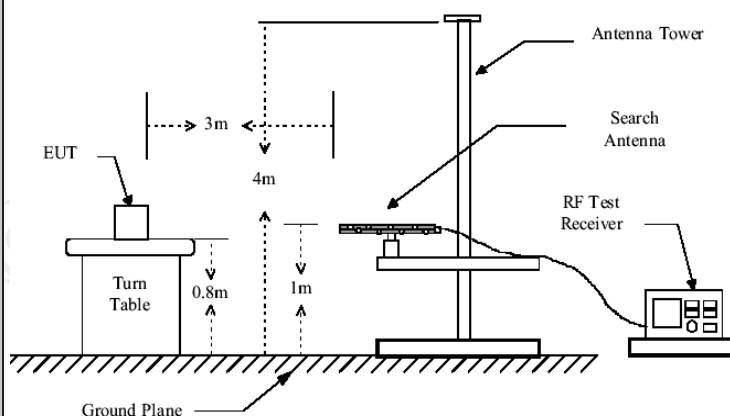 Antenna Tower
3m
Search
Antenna
EUT
4m
RF Test
Receiver
Turn
Table
0.8m
1m
Ground Plane